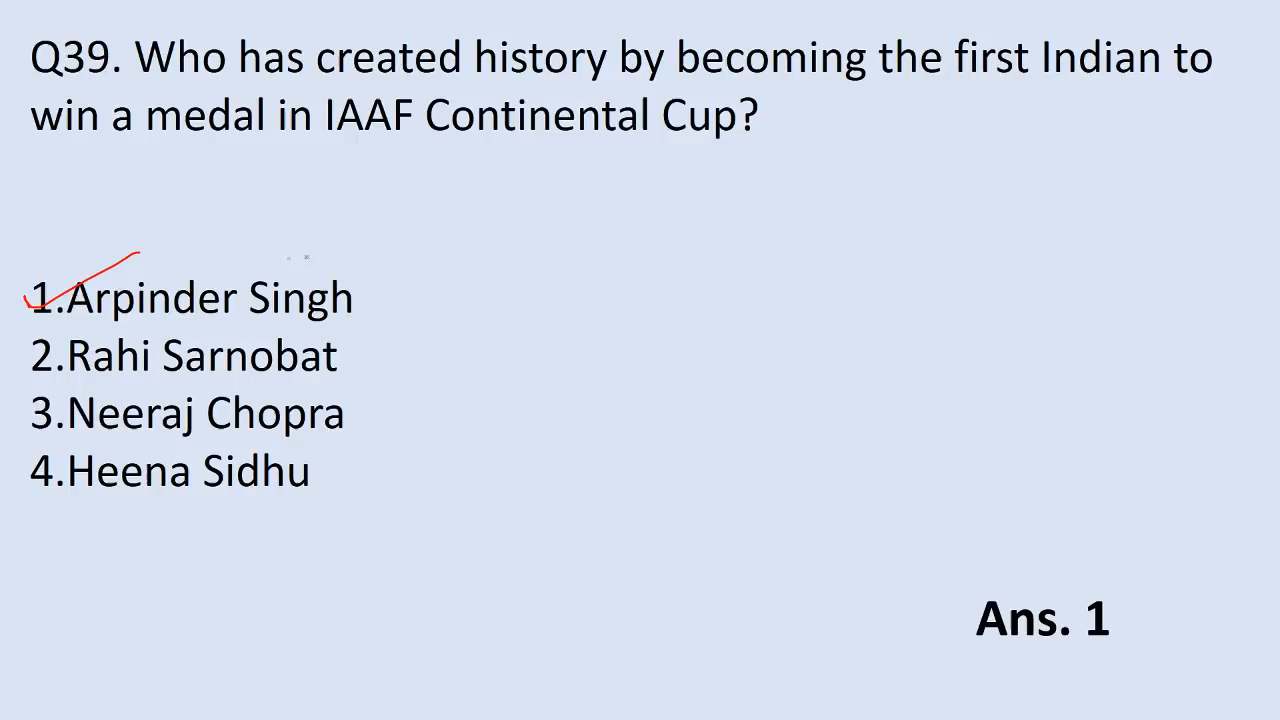 Q39. Who has created history by becoming the first Indian to
win a medal in IAAF Continental Cup?
1.Arpinder Singh
2.Rahi Sarnobat
3.Neeraj Chopra
4.Heena Sidhu
Ans. 1